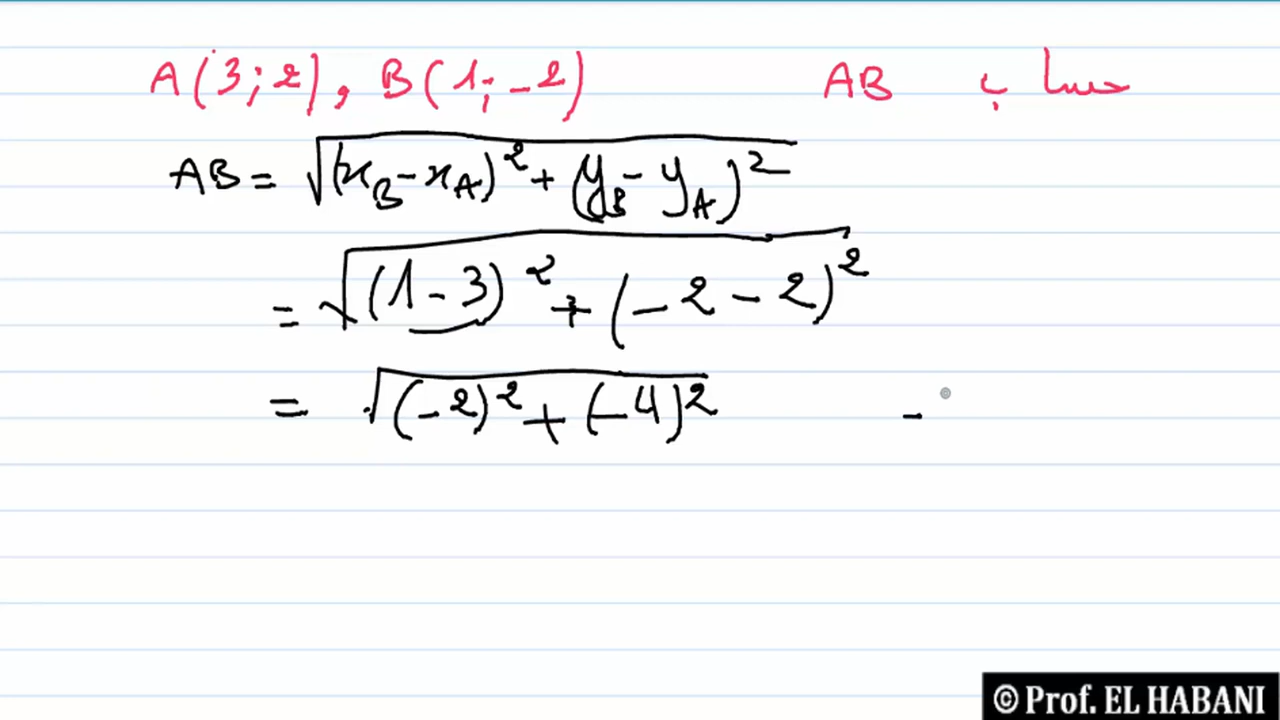 A(3;2), B(1;-2) حساب AB
AB = √((x_B - x_A)² + (y_B - y_A)²)
= √((1 - 3)² + (-2 - 2)²)
= √((-2)² + (-4)²) -
© Prof. EL HABANI